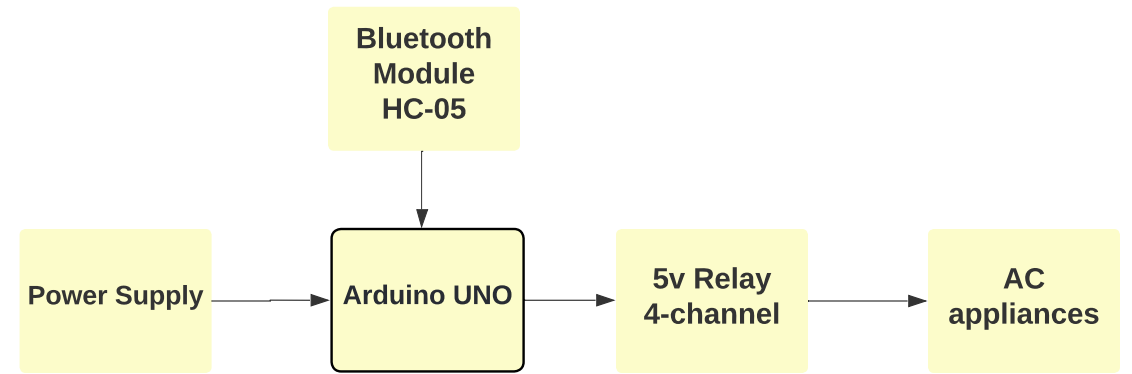 Bluetooth
Module
HC-05
Power Supply
Arduino UNO
5v Relay
4-channel
AC
appliances